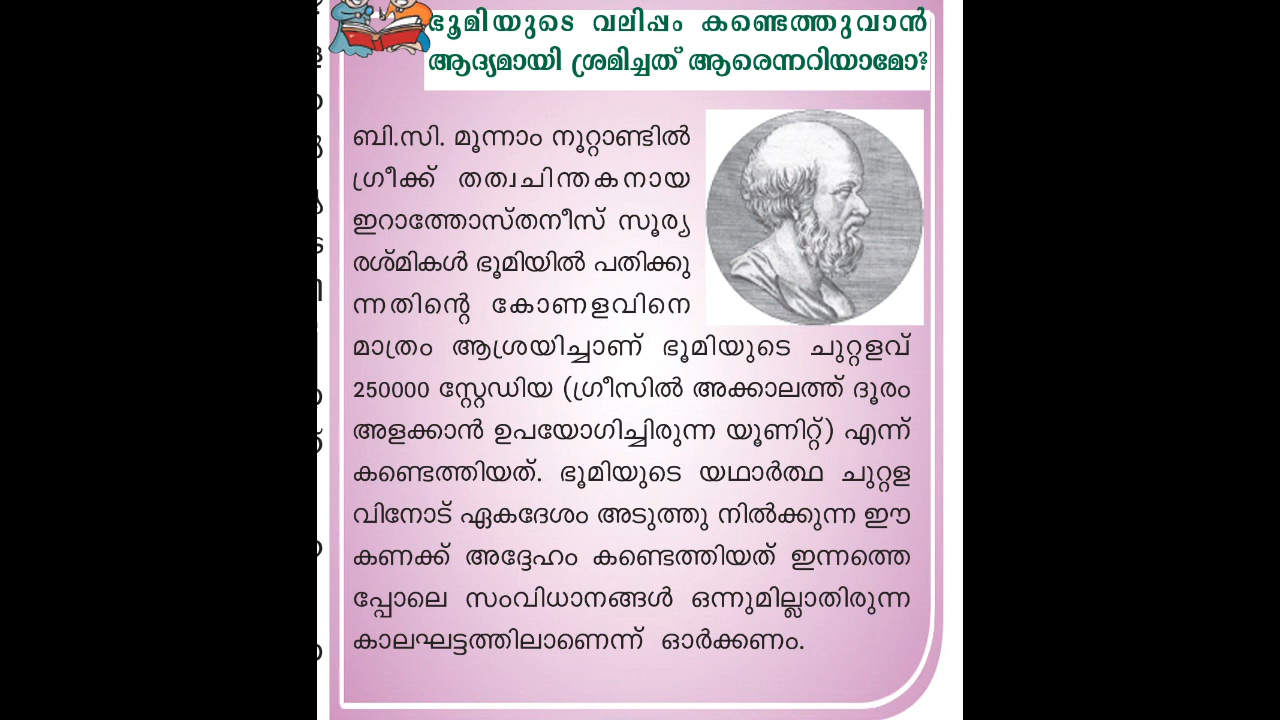 ഭൂമിയുടെ വലിപ്പം കണ്ടെത്തുവാൻ
ആദ്യമായി ശ്രമിച്ചത് ആരെന്നറിയാമോ?
ബി.സി. മൂന്നാം നൂറ്റാണ്ടിൽ
ഗ്രീക്ക് തത്വചിന്തകനായ
ഇറാത്തോസ്തനീസ് സൂര്യ
രശ്മികൾ ഭൂമിയിൽ പതിക്കു
ന്നതിന്റെ കോണളവിനെ
മാത്രം ആശ്രയിച്ചാണ് ഭൂമിയുടെ ചുറ്റളവ്
250000 സ്റ്റേഡിയ (ഗ്രീസിൽ അക്കാലത്ത് ദൂരം
അളക്കാൻ ഉപയോഗിച്ചിരുന്ന യൂണിറ്റ്) എന്ന്
കണ്ടെത്തിയത്. ഭൂമിയുടെ യഥാർത്ഥ ചുറ്റള
വിനോട് ഏകദേശം അടുത്തു നിൽക്കുന്ന ഈ
കണക്ക് അദ്ദേഹം കണ്ടെത്തിയത് ഇന്നത്തെ
പ്പോലെ സംവിധാനങ്ങൾ ഒന്നുമില്ലാതിരുന്ന
കാലഘട്ടത്തിലാണെന്ന് ഓർക്കണം.